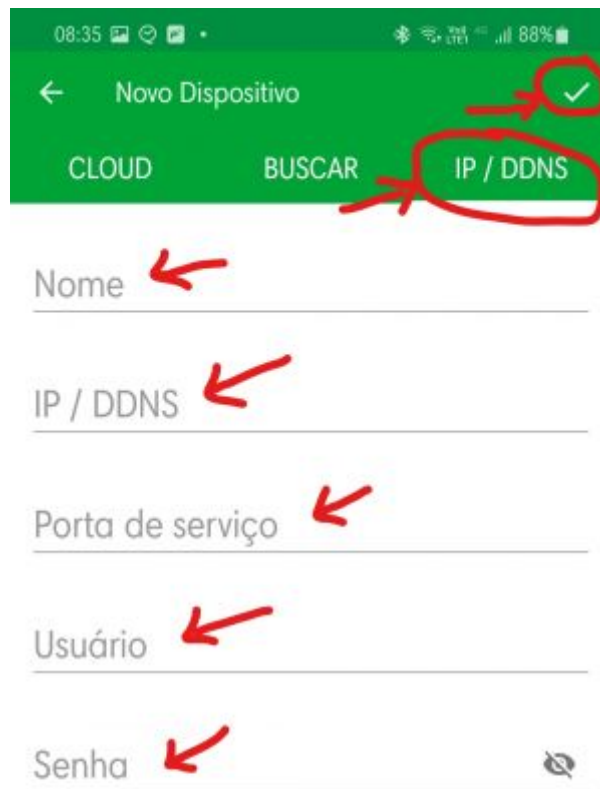 08:35 88%
Novo Dispositivo
CLOUD BUSCAR IP / DDNS
Nome
IP / DDNS
Porta de serviço
Usuário
Senha